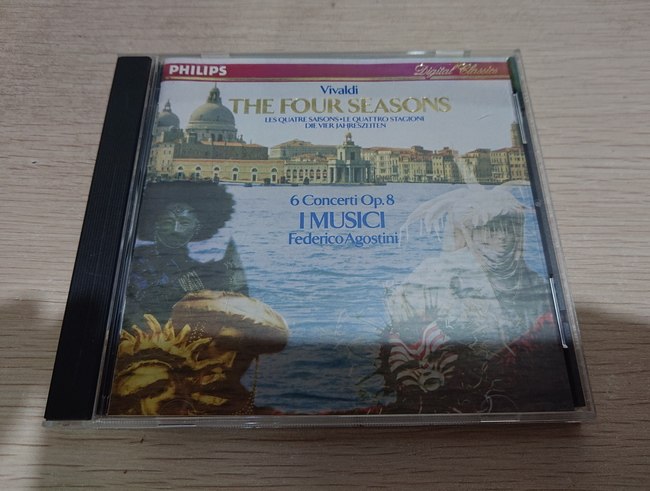 PHILIPS
Digital Classics
Vivaldi
THE FOUR SEASONS
LES QUATRE SAISONS • LE QUATTRO STAGIONI
DIE VIER JAHRESZEITEN
6 Concerti Op. 8
I MUSICI
Federico Agostini